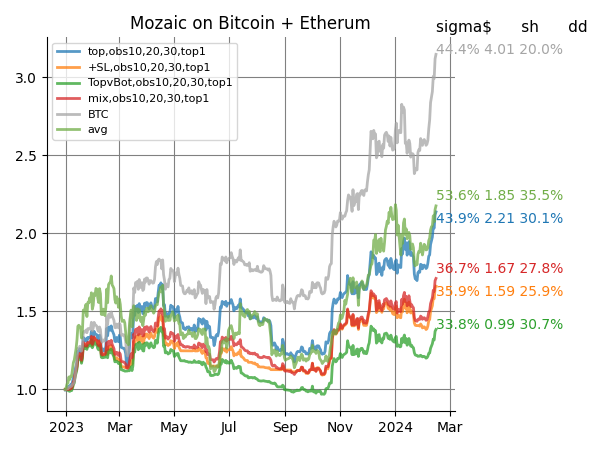 Mozaic on Bitcoin + Etherum
sigma$ sh dd
44.4% 4.01 20.0%
top,obs10,20,30,top1
+SL,obs10,20,30,top1
TopvBot,obs10,20,30,top1
mix,obs10,20,30,top1
BTC
avg
3.0
2.5
2.0
1.5
1.0
53.6% 1.85 35.5%
43.9% 2.21 30.1%
36.7% 1.67 27.8%
35.9% 1.59 25.9%
33.8% 0.99 30.7%
2023 Mar May Jul Sep Nov 2024 Mar